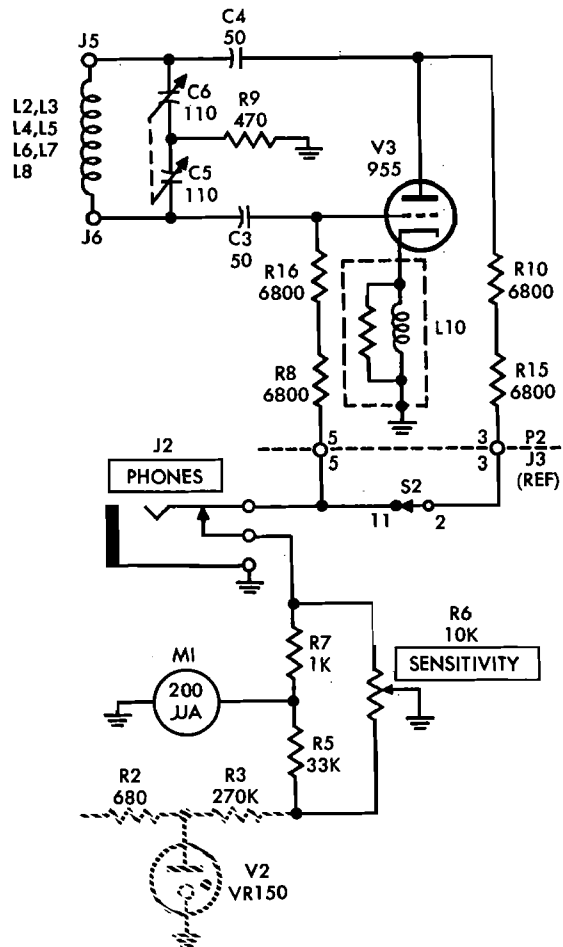 C4
50
J5
C6
110
R9
470
L2,L3
L4,L5
L6,L7
L8
V3
955
C5
110
J6
C3
50
R16
6800
R10
6800
L10
R8
6800
R15
6800
J2
PHONES
5
5
3
3
P2
J3
(REF)
S2
11
2
R7
1K
R6
10K
SENSITIVITY
M1
200
JJA
R5
33K
R2
680
R3
270K
V2
VR150